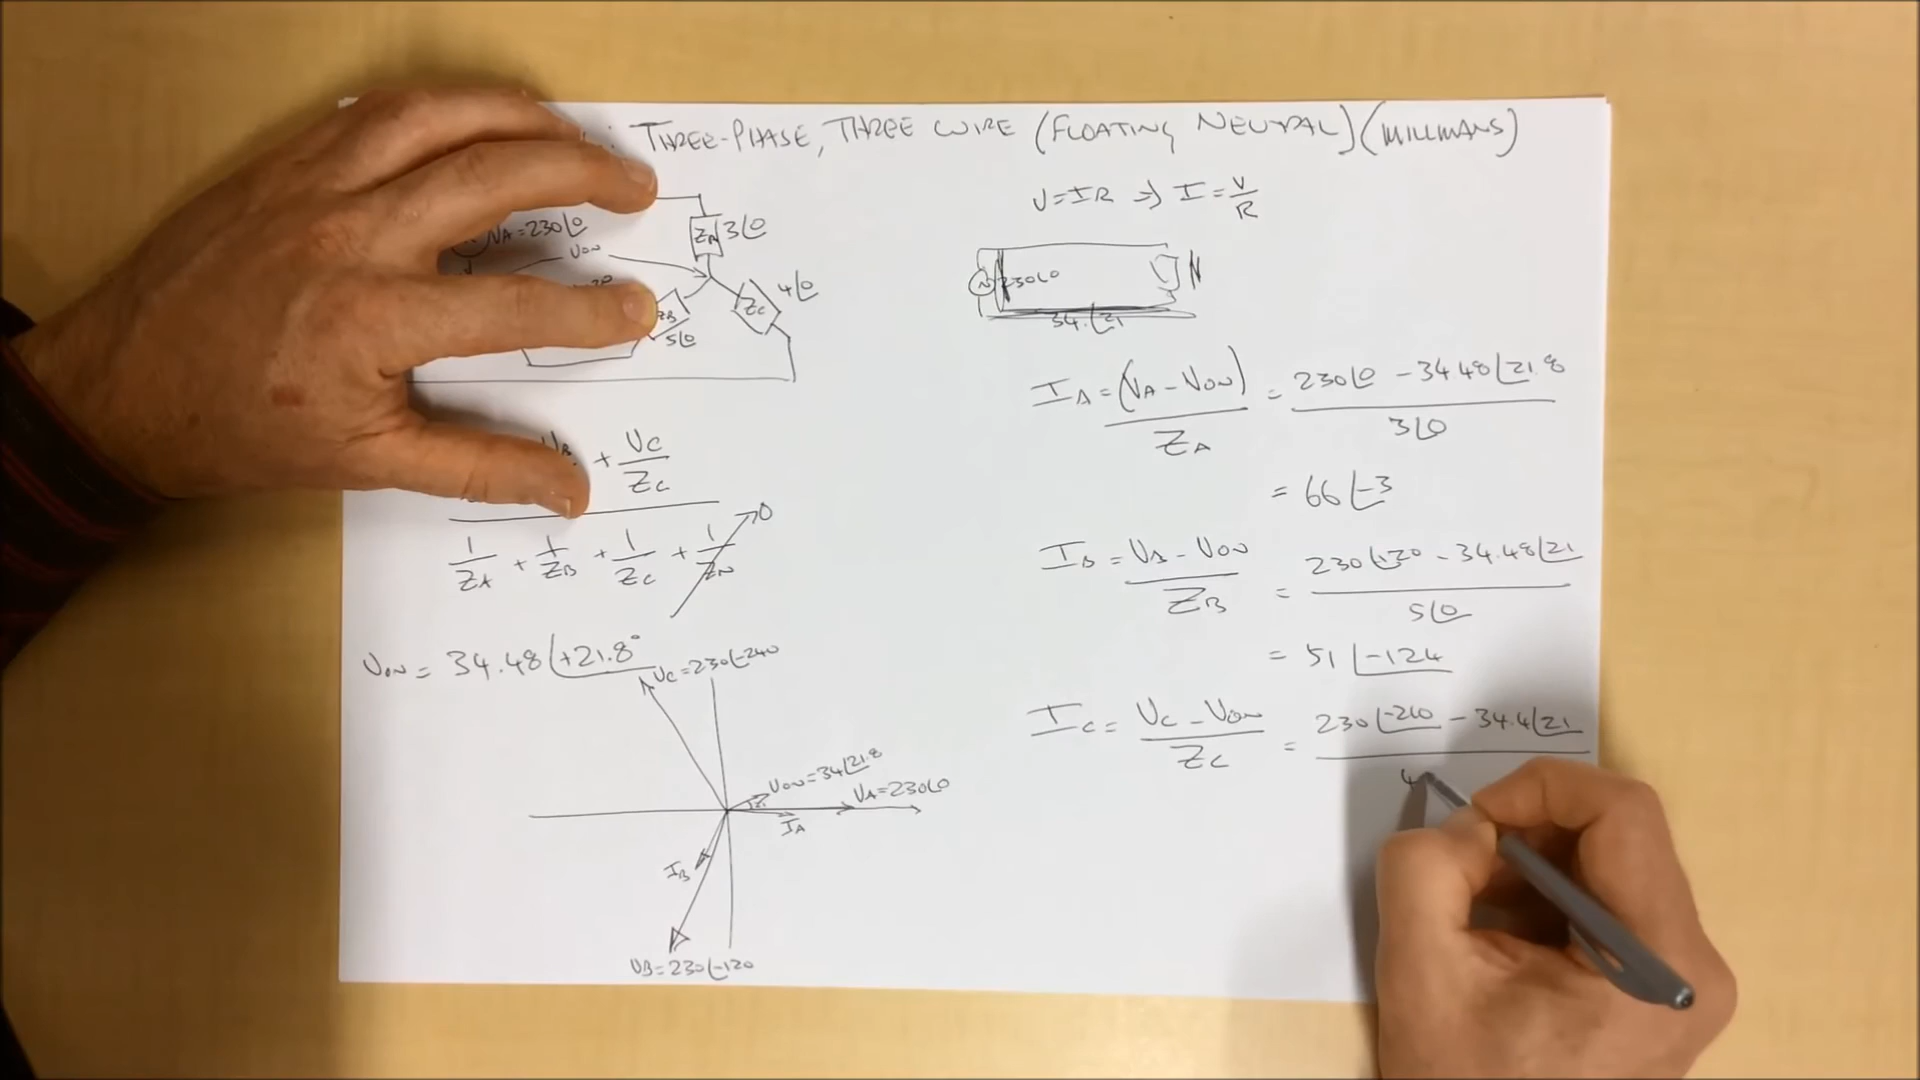 : THREE-PHASE, THREE WIRE (FLOATING NEUTRAL) (MILLMANS)
VA=230∠0
VON
ZA 3∠0
ZB
5∠0
ZC 4∠0
+ VC/ZC
1/ZA + 1/ZB + 1/ZC + 1/ZN → 0
VON = 34.48∠+21.8°
VC=230∠-240
VON=34∠21.8
VA=230∠0
IA
IB
VB=230∠-120
V=IR ⇒ I=V/R
230∠0
34.∠21
N
IA = (VA-VON)/ZA = 230∠0 - 34.48∠21.8 / 3∠0
= 66∠-3
IB = VB-VON/ZB = 230∠-120 - 34.48∠21 / 5∠0
= 51∠-124
IC = VC-VON/ZC = 230∠-240 - 34.4∠21 / 4